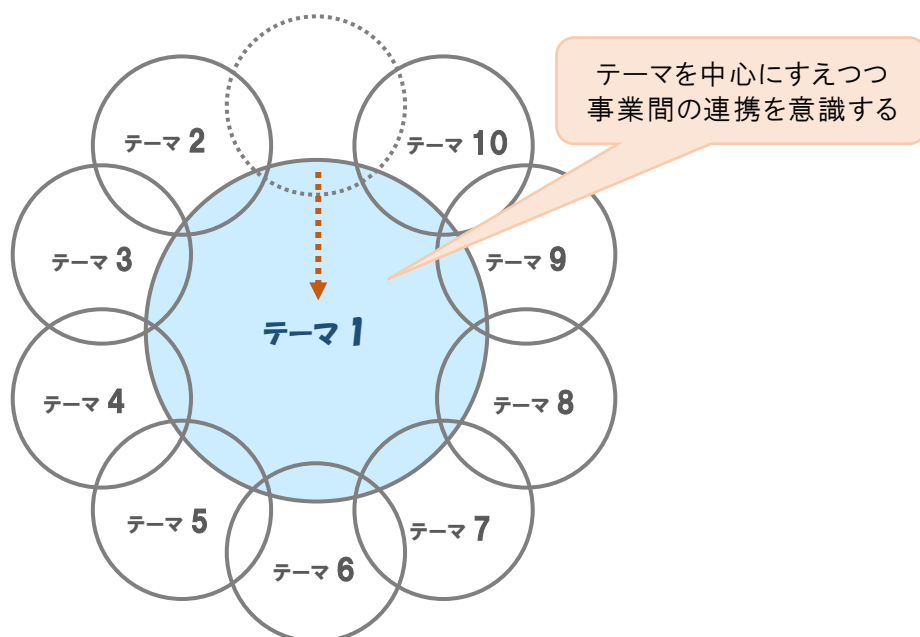 テーマを中心にすえつつ
事業間の連携を意識する
テーマ 2
テーマ 10
テーマ 3
テーマ 9
テーマ 1
テーマ 4
テーマ 8
テーマ 5
テーマ 7
テーマ 6